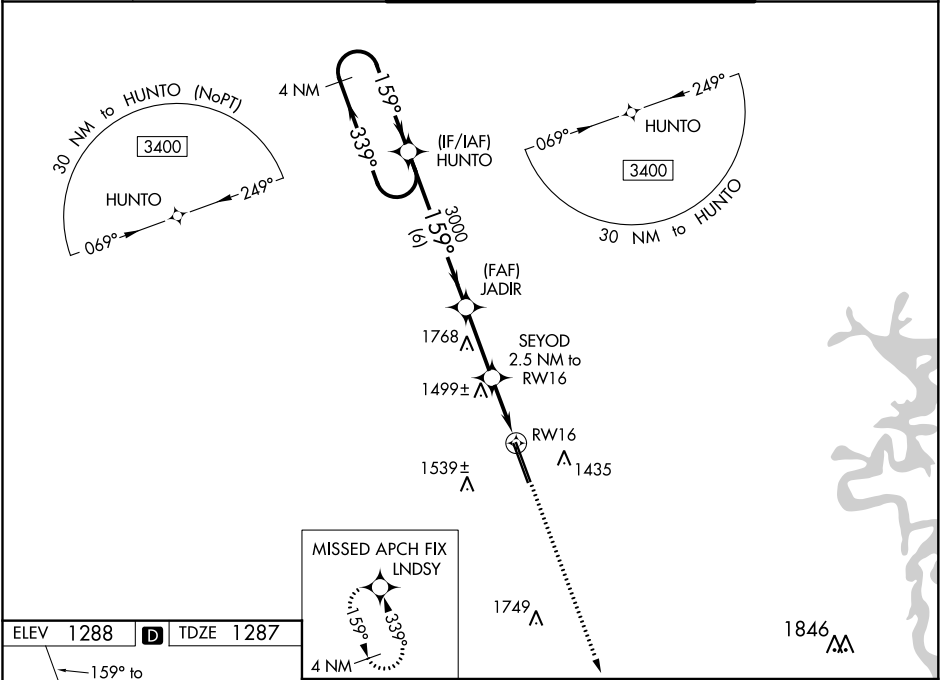 30 NM to HUNTO (NoPT)
3400
HUNTO
069°
249°
4 NM
159°
339°
(IF/IAF)
HUNTO
3000
159°
(6)
069°
249°
HUNTO
3400
30 NM to HUNTO
(FAF)
JADIR
1768
SEYOD
2.5 NM to
RW16
1499±
RW16
1435
1539±
MISSED APCH FIX
LNDSY
159°
339°
4 NM
1749
1846
ELEV 1288 D TDZE 1287
159° to